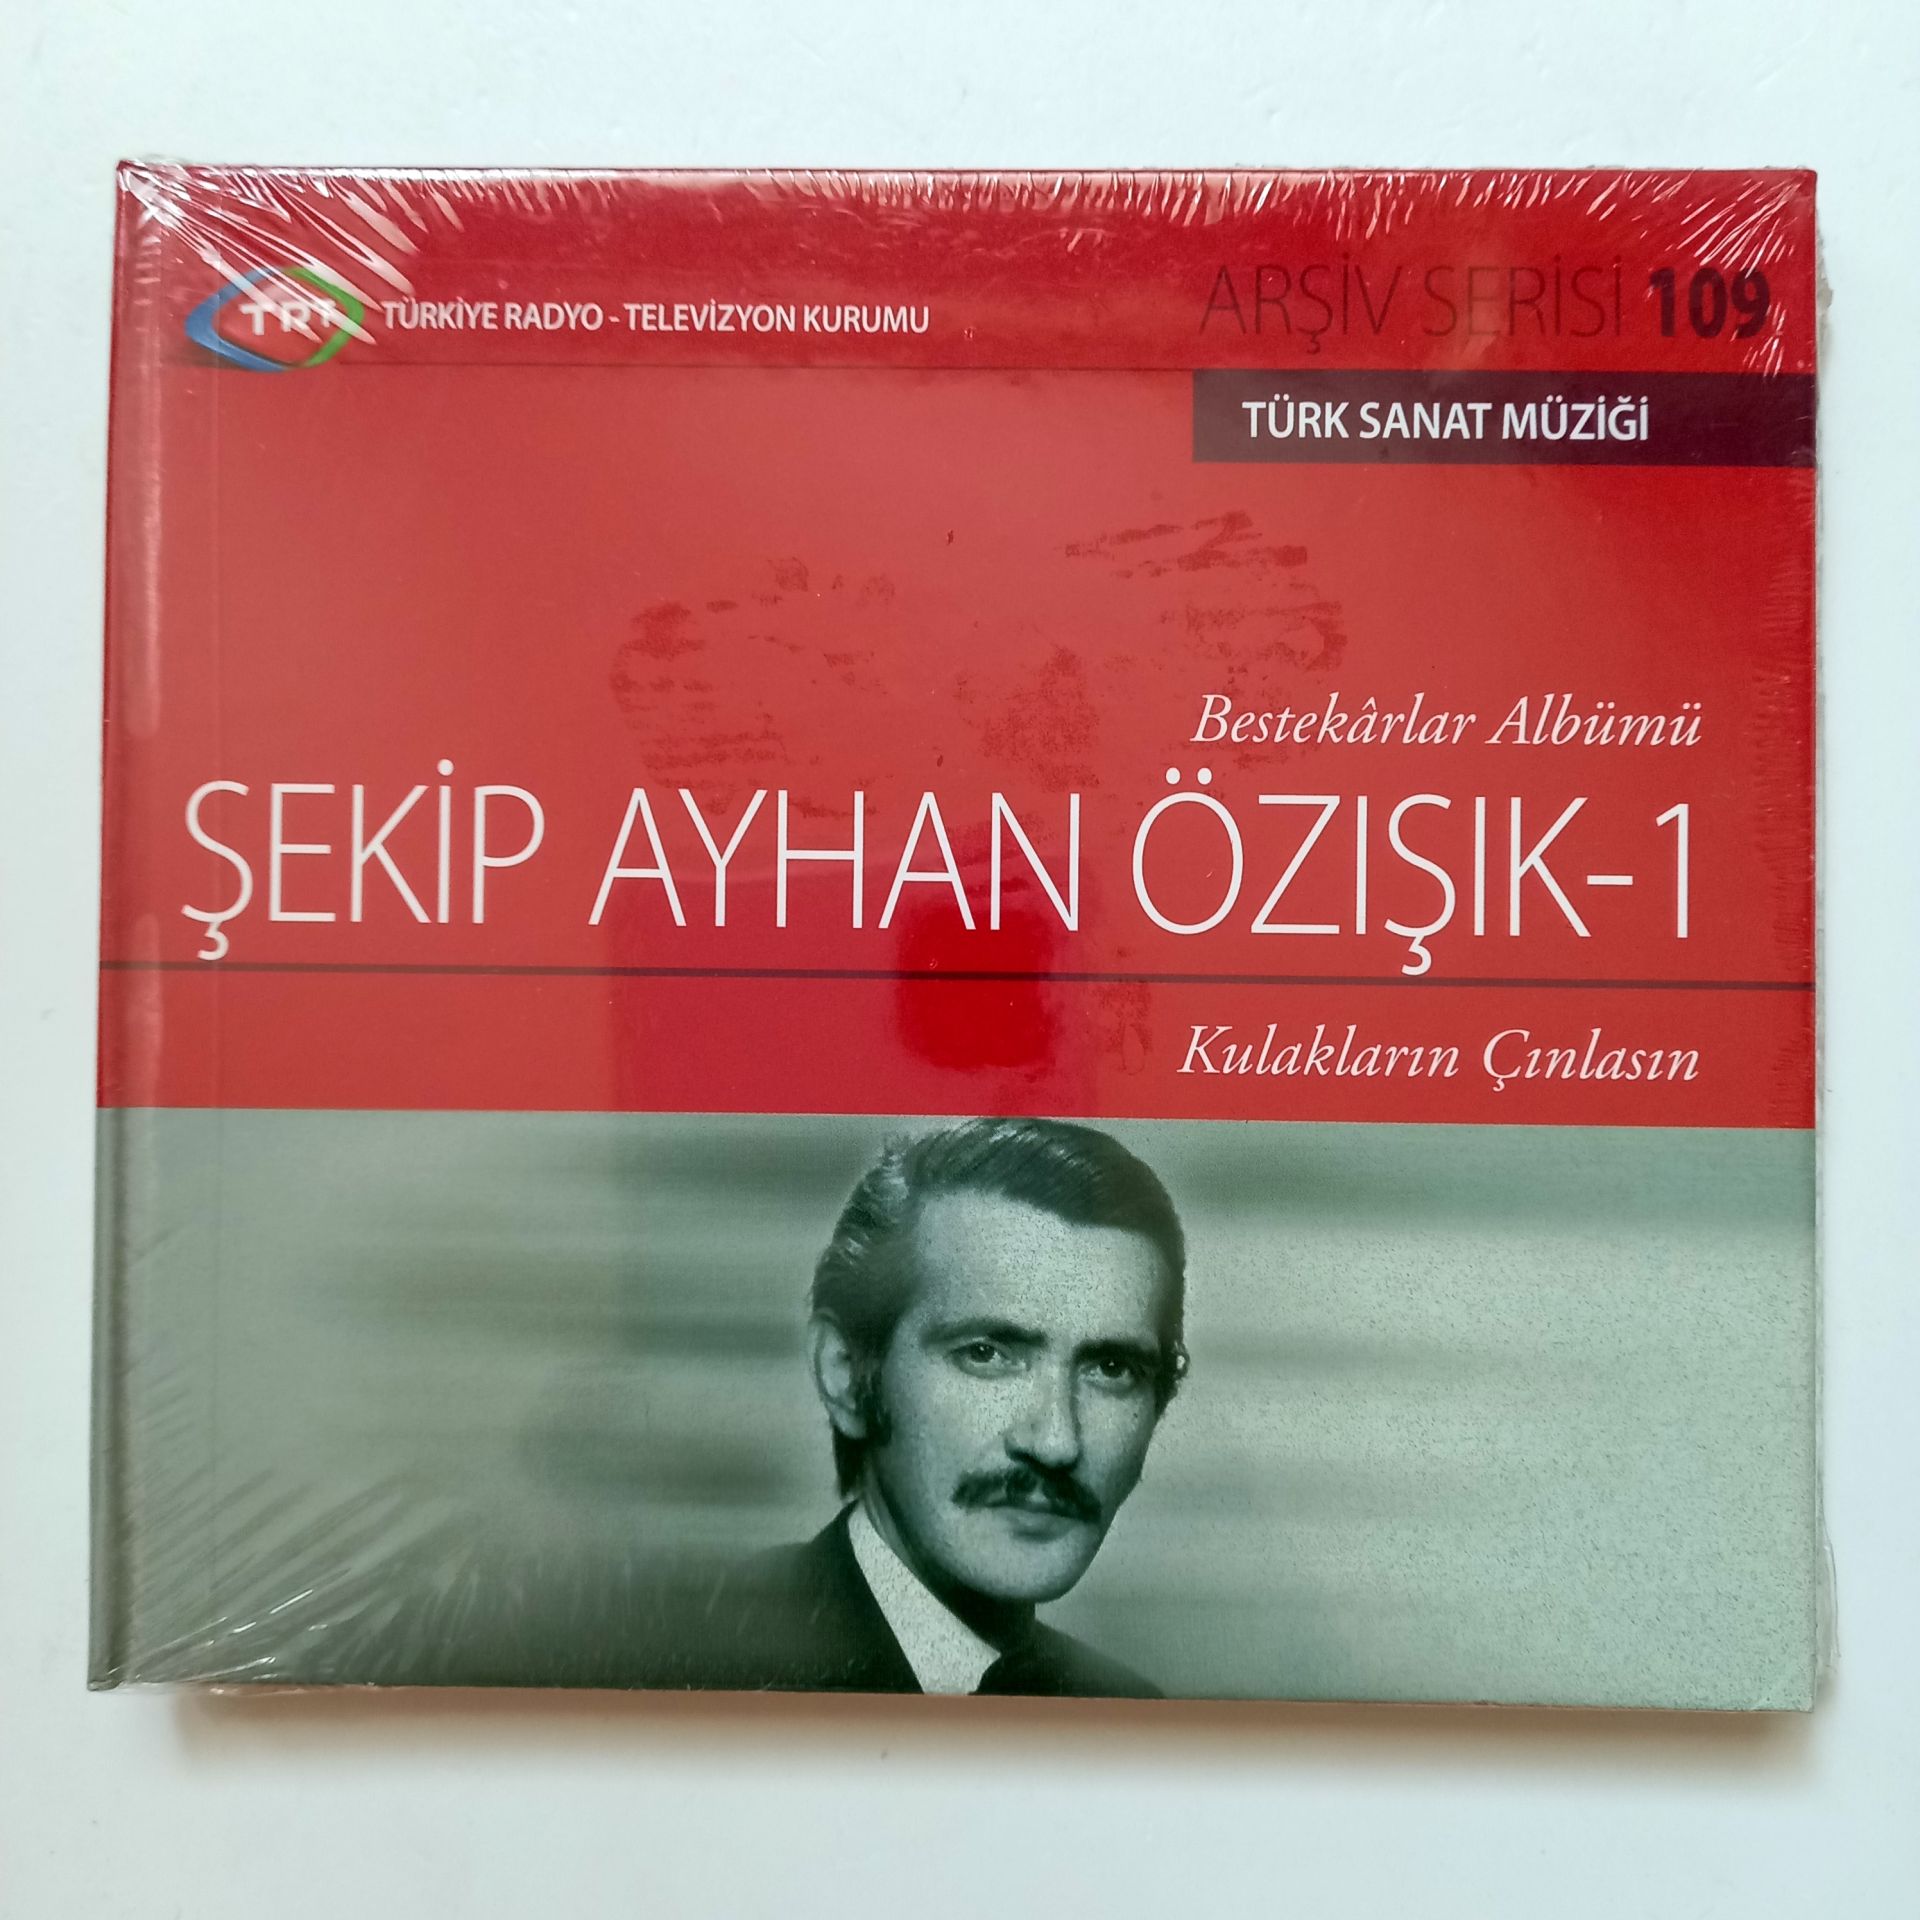 TRT TÜRKİYE RADYO - TELEVİZYON KURUMU
ARŞİV SERİSİ 109
TÜRK SANAT MÜZİĞİ
Bestekârlar Albümü
ŞEKİP AYHAN ÖZIŞIK-1
Kulakların Çınlasın